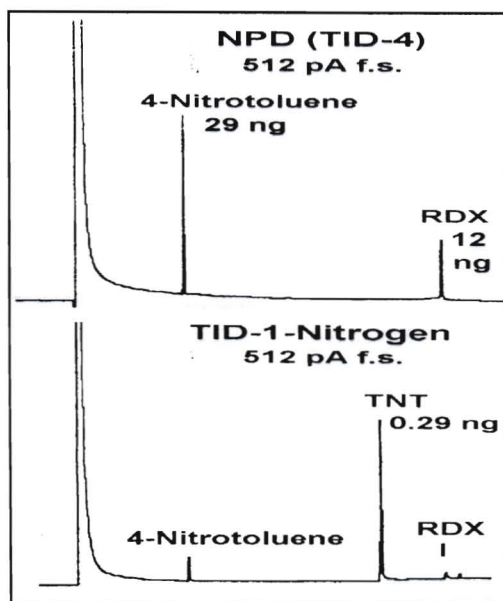 NPD (TID-4)
512 pA f.s.
4-Nitrotoluene
29 ng
RDX
12
ng
TID-1-Nitrogen
512 pA f.s.
TNT
0.29 ng
4-Nitrotoluene
RDX